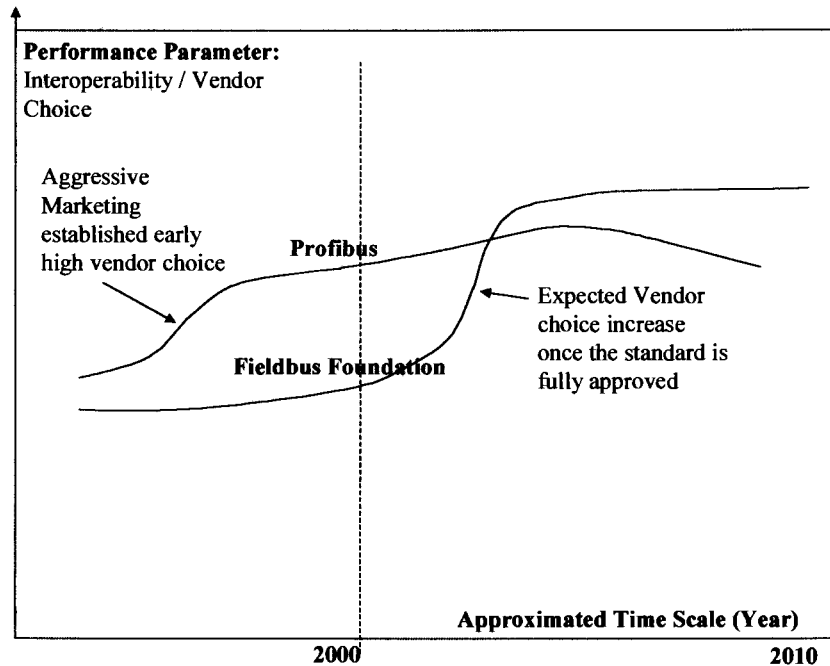 Performance Parameter:
Interoperability / Vendor
Choice
Aggressive
Marketing
established early
high vendor choice
Profibus
Expected Vendor
choice increase
once the standard is
fully approved
Fieldbus Foundation
Approximated Time Scale (Year)
2000
2010